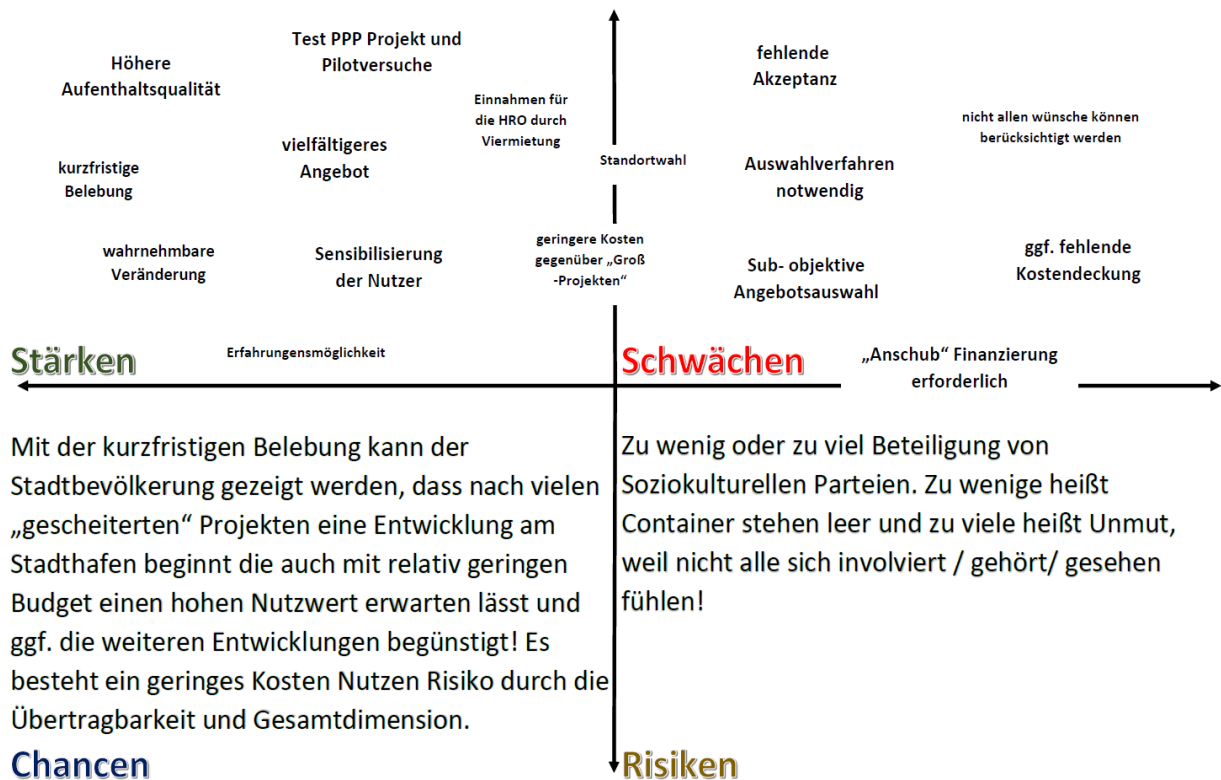 Höhere
Aufenthaltsqualität
Test PPP Projekt und
Pilotversuche
Einnahmen für
die HRO durch
Viermietung
kurzfristige
Belebung
vielfältigeres
Angebot
wahrnehmbare
Veränderung
Sensibilisierung
der Nutzer
geringere Kosten
gegenüber „Groß
-Projekten“
Erfahrungensmöglichkeit
Stärken
Standortwahl
fehlende
Akzeptanz
nicht allen wünsche können
berücksichtigt werden
Auswahlverfahren
notwendig
Sub- objektive
Angebotsauswahl
ggf. fehlende
Kostendeckung
Schwächen
„Anschub“ Finanzierung
erforderlich
Mit der kurzfristigen Belebung kann der
Stadtbevölkerung gezeigt werden, dass nach vielen
„gescheiterten“ Projekten eine Entwicklung am
Stadthafen beginnt die auch mit relativ geringen
Budget einen hohen Nutzwert erwarten lässt und
ggf. die weiteren Entwicklungen begünstigt! Es
besteht ein geringes Kosten Nutzen Risiko durch die
Übertragbarkeit und Gesamtdimension.
Chancen
Zu wenig oder zu viel Beteiligung von
Soziokulturellen Parteien. Zu wenige heißt
Container stehen leer und zu viele heißt Unmut,
weil nicht alle sich involviert / gehört/ gesehen
fühlen!
Risiken